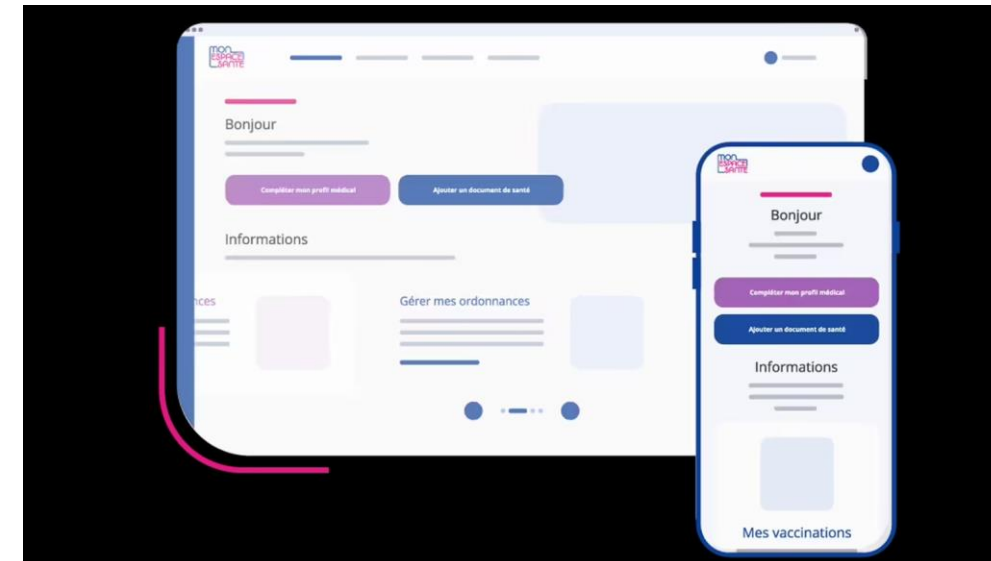 mon
ESPACE
SANTÉ
Bonjour
Compléter mon profil médical
Ajouter un document de santé
Informations
nces
Gérer mes ordonnances
mon
ESPACE
SANTÉ
Bonjour
Compléter mon profil médical
Ajouter un document de santé
Informations
Mes vaccinations